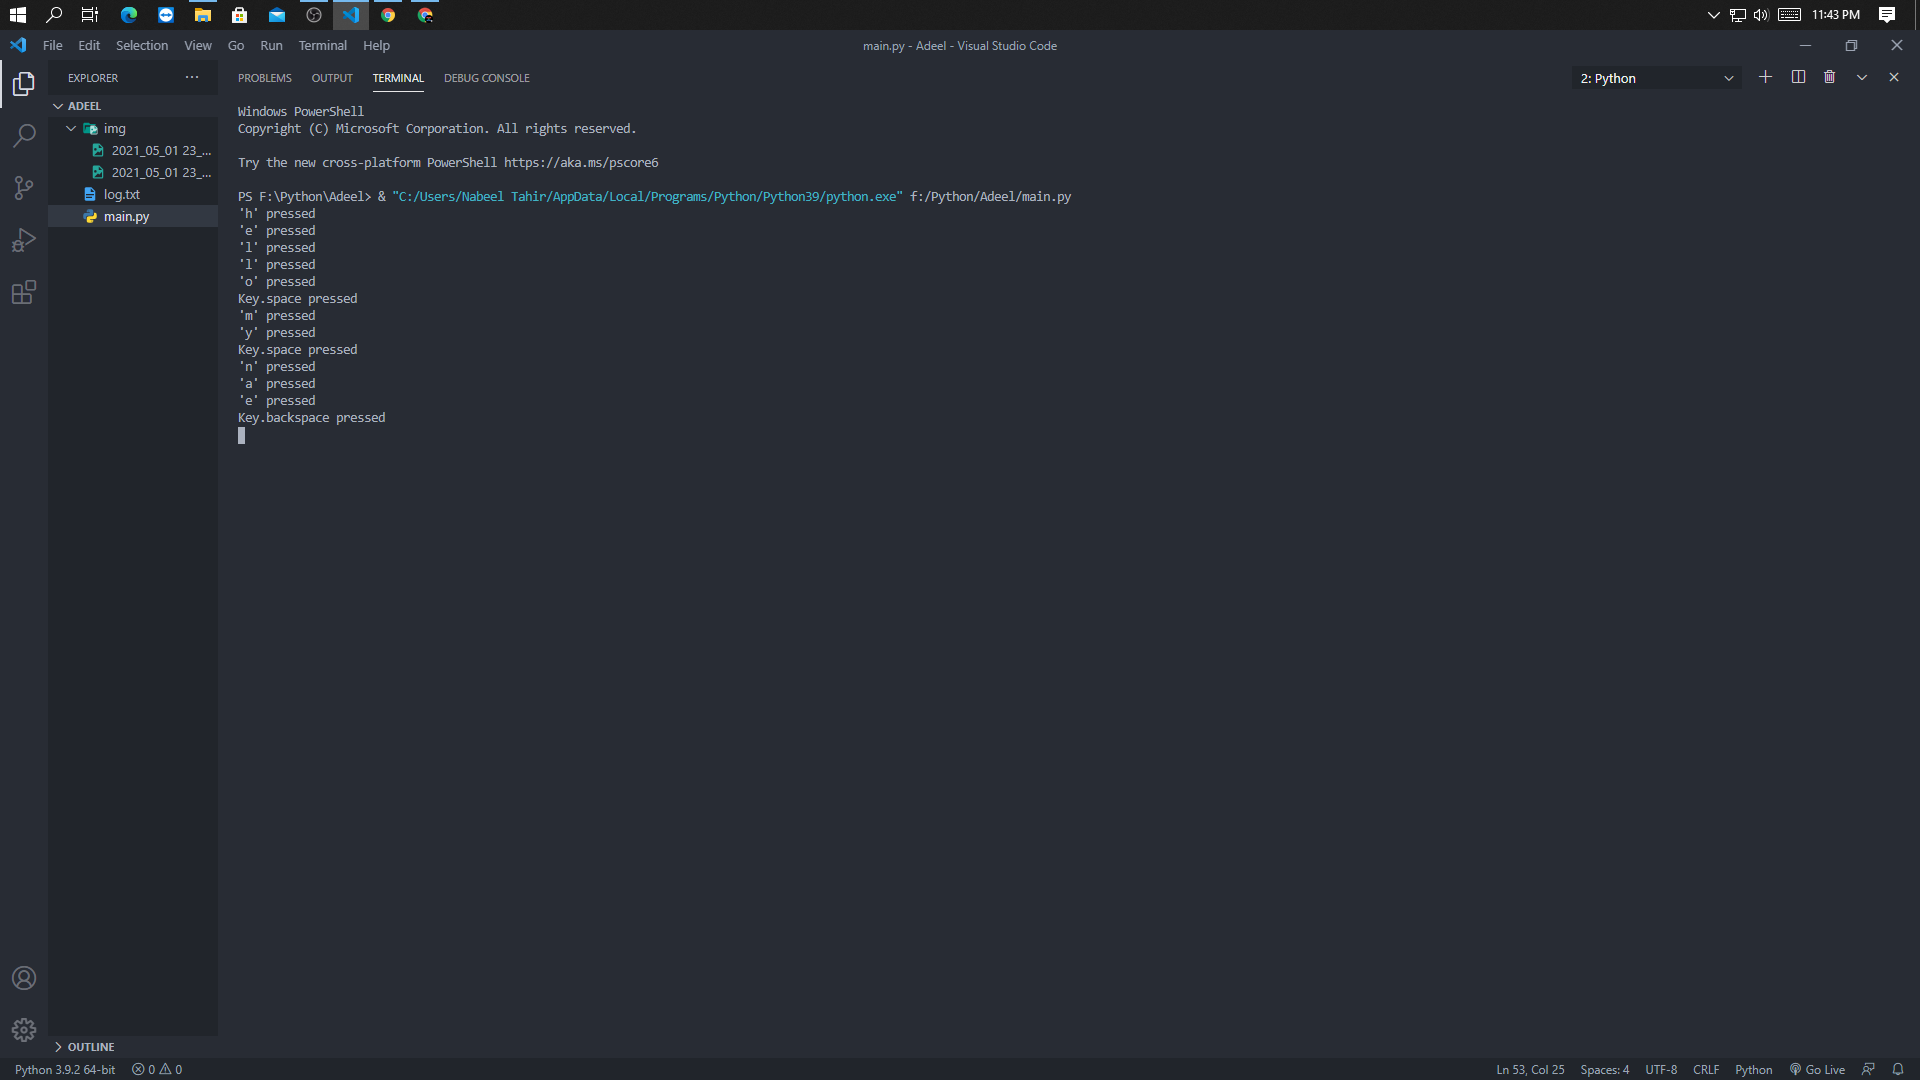 11:43 PM
File Edit Selection View Go Run Terminal Help
main.py - Adeel - Visual Studio Code
EXPLORER
ADEEL
img
2021_05_01 23_...
2021_05_01 23_...
log.txt
main.py
OUTLINE
PROBLEMS OUTPUT TERMINAL DEBUG CONSOLE
2: Python
Windows PowerShell
Copyright (C) Microsoft Corporation. All rights reserved.
Try the new cross-platform PowerShell https://aka.ms/pscore6
PS F:\Python\Adeel> & "C:/Users/Nabeel Tahir/AppData/Local/Programs/Python/Python39/python.exe" f:/Python/Adeel/main.py
'h' pressed
'e' pressed
'l' pressed
'l' pressed
'o' pressed
Key.space pressed
'm' pressed
'y' pressed
Key.space pressed
'n' pressed
'a' pressed
'e' pressed
Key.backspace pressed
Python 3.9.2 64-bit 0 0
Ln 53, Col 25 Spaces: 4 UTF-8 CRLF Python Go Live